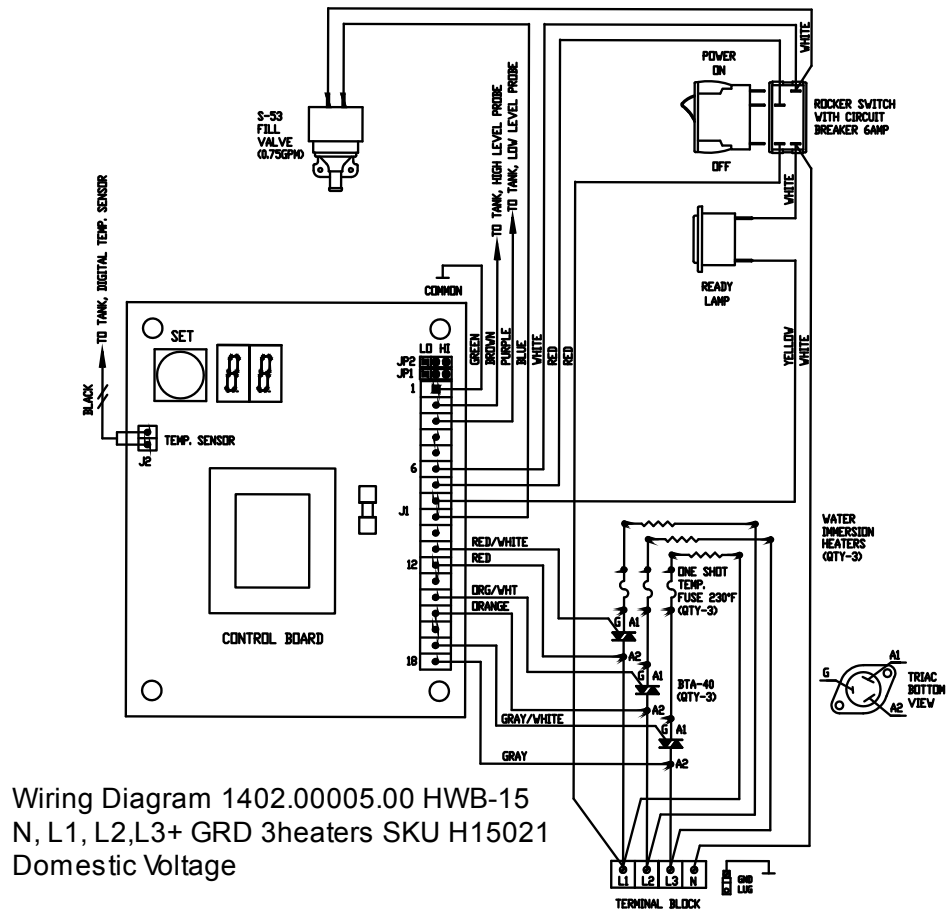 WHITE
POWER
ON
ROCKER SWITCH
WITH CIRCUIT
BREAKER 6AMP
OFF
WHITE
S-53
FILL
VALVE
(0.75GPM)
TO TANK, HIGH LEVEL PROBE
TO TANK, LOW LEVEL PROBE
TO TANK, DIGITAL TEMP. SENSOR
READY
LAMP
COMMON
GREEN
BROWN
PURPLE
BLUE
WHITE
RED
RED
YELLOW
WHITE
SET
LO HI
JP2
JP1
1
BLACK
TEMP. SENSOR
J2
6
J1
WATER
IMMERSION
HEATERS
(QTY-3)
RED/WHITE
12
RED
ONE SHOT
TEMP.
FUSE 230°F
(QTY-3)
ORG/WHT
ORANGE
CONTROL BOARD
18
G A1
A2
G A1
BTA-40
(QTY-3)
A2
GRAY/WHITE
G A1
GRAY
A2
A1
G
TRIAC
BOTTOM
VIEW
A2
Wiring Diagram 1402.00005.00 HWB-15
N, L1, L2,L3+ GRD 3heaters SKU H15021
Domestic Voltage
L1 L2 L3 N
GND
LUG
TERMINAL BLOCK